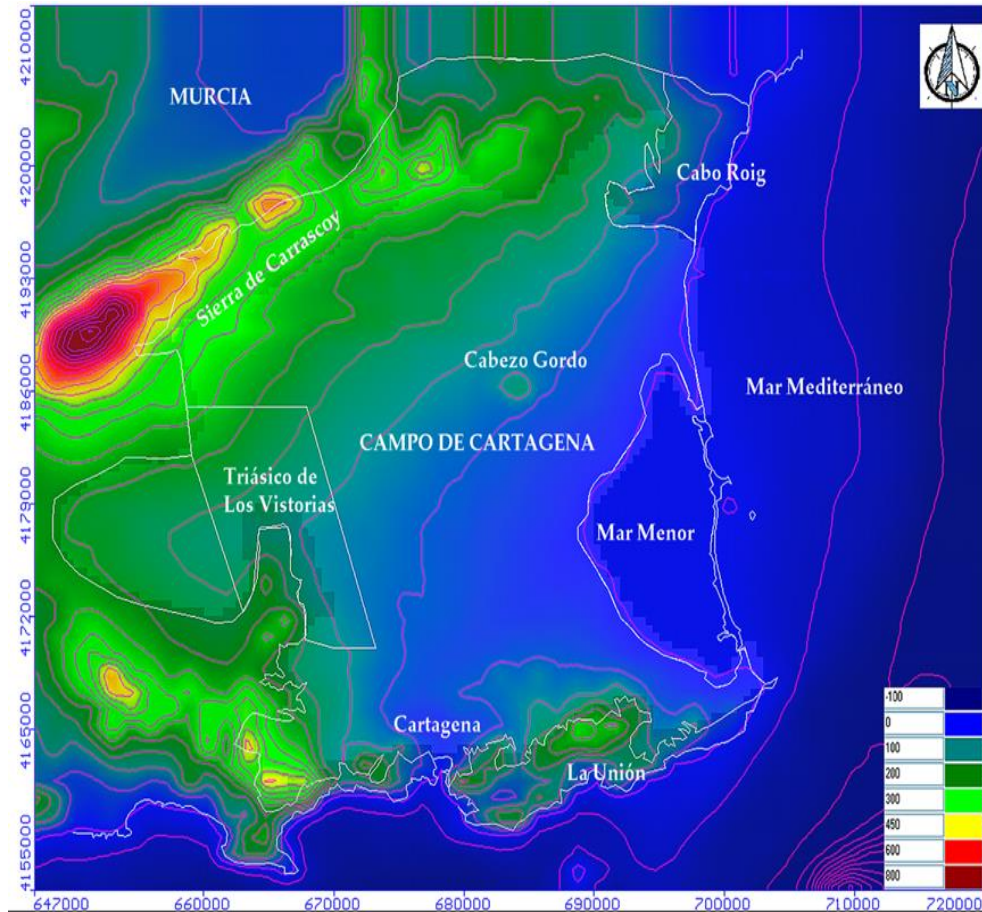 4210000
MURCIA
4200000
Cabo Roig
Sierra de Carrascoy
4193000
Cabezo Gordo
4186000
Mar Mediterráneo
CAMPO DE CARTAGENA
Triásico de
Los Vistorias
4179000
Mar Menor
4172000
-100
0
4165000
Cartagena
100
200
La Unión
300
450
4155000
600
800
647000 660000 670000 680000 690000 700000 710000 720000